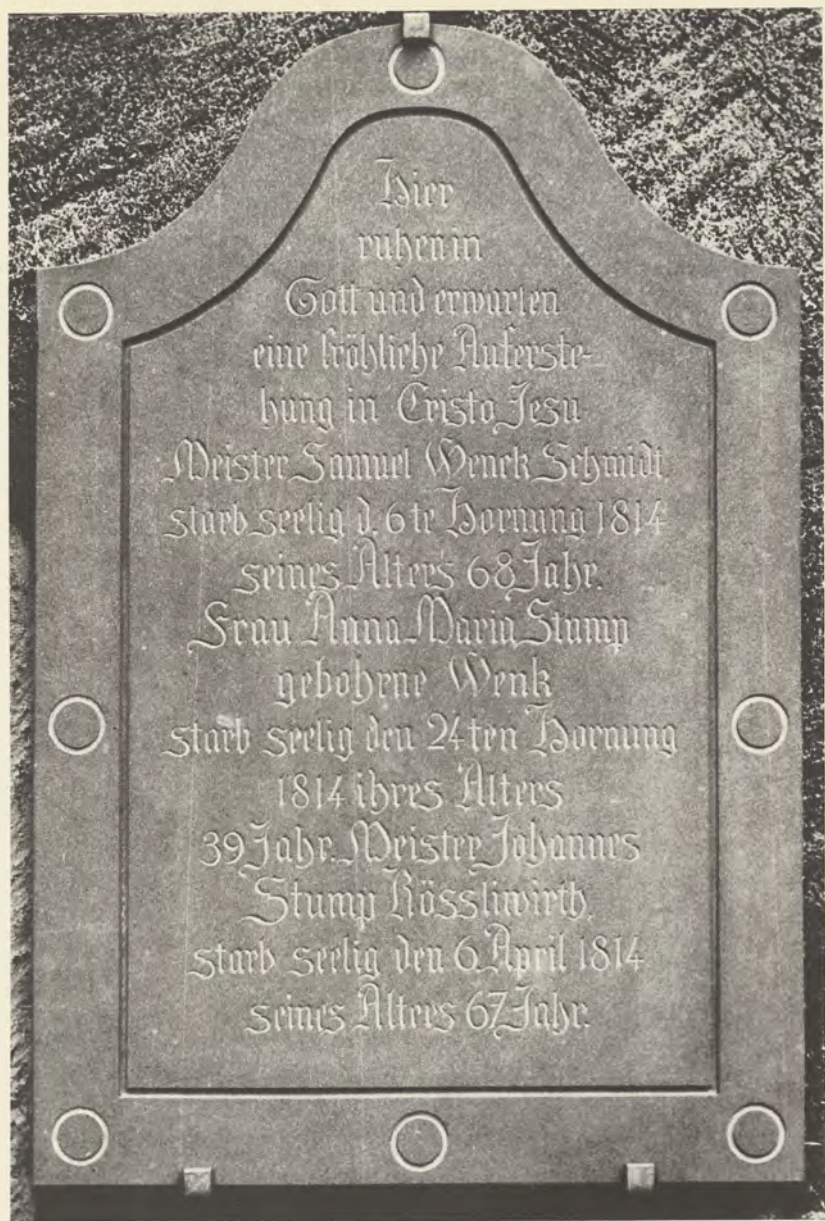 Hier
ruhen in
Gott und erwarten
eine fröhliche Auferste-
hung in Cristo Jesu
Meister Samuel Wenck Schmidt
starb seelig d. 6te Hornung 1814
seines Alters 68 Jahr.
Frau Anna Maria Stump
gebohrne Wenk
starb seelig den 24ten Hornung
1814 ihres Alters
39 Jahr. Meister Johannes
Stump Rössliwirth.
starb seelig den 6. April 1814
seines Alters 67 Jahr.